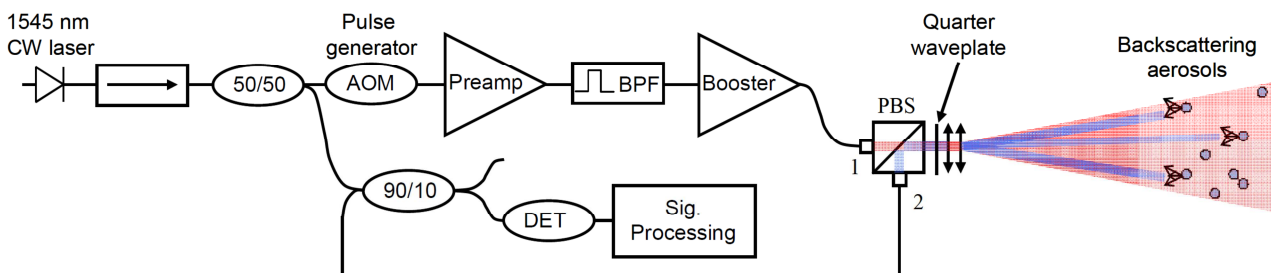 1545 nm
CW laser
Pulse
generator
Quarter
waveplate
Backscattering
aerosols
50/50
AOM
Preamp
BPF
Booster
PBS
1
2
90/10
DET
Sig.
Processing